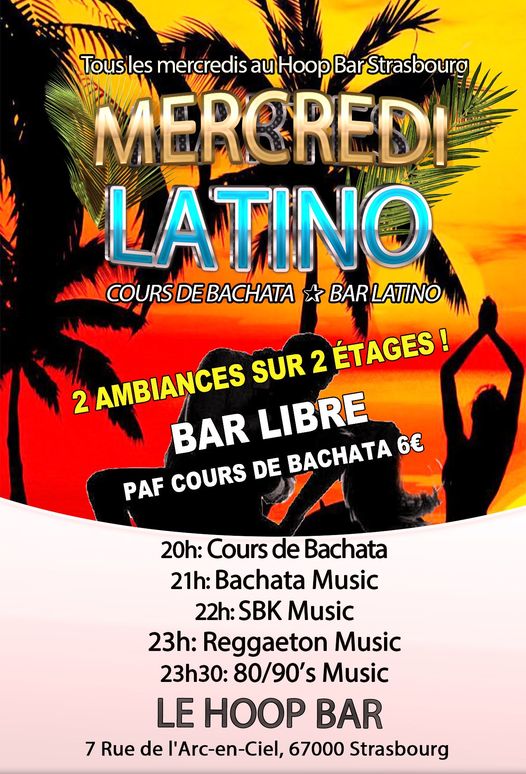 Tous les mercredis au Hoop Bar Strasbourg
MERCREDI
LATINO
COURS DE BACHATA ☆ BAR LATINO
2 AMBIANCES SUR 2 ÉTAGES !
BAR LIBRE
PAF COURS DE BACHATA 6€
20h: Cours de Bachata
21h: Bachata Music
22h: SBK Music
23h: Reggaeton Music
23h30: 80/90's Music
LE HOOP BAR
7 Rue de l'Arc-en-Ciel, 67000 Strasbourg